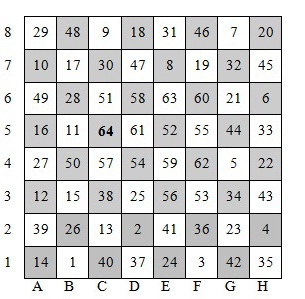 8 29 48 9 18 31 46 7 20
7 10 17 30 47 8 19 32 45
6 49 28 51 58 63 60 21 6
5 16 11 64 61 52 55 44 33
4 27 50 57 54 59 62 5 22
3 12 15 38 25 56 53 34 43
2 39 26 13 2 41 36 23 4
1 14 1 40 37 24 3 42 35
A B C D E F G H